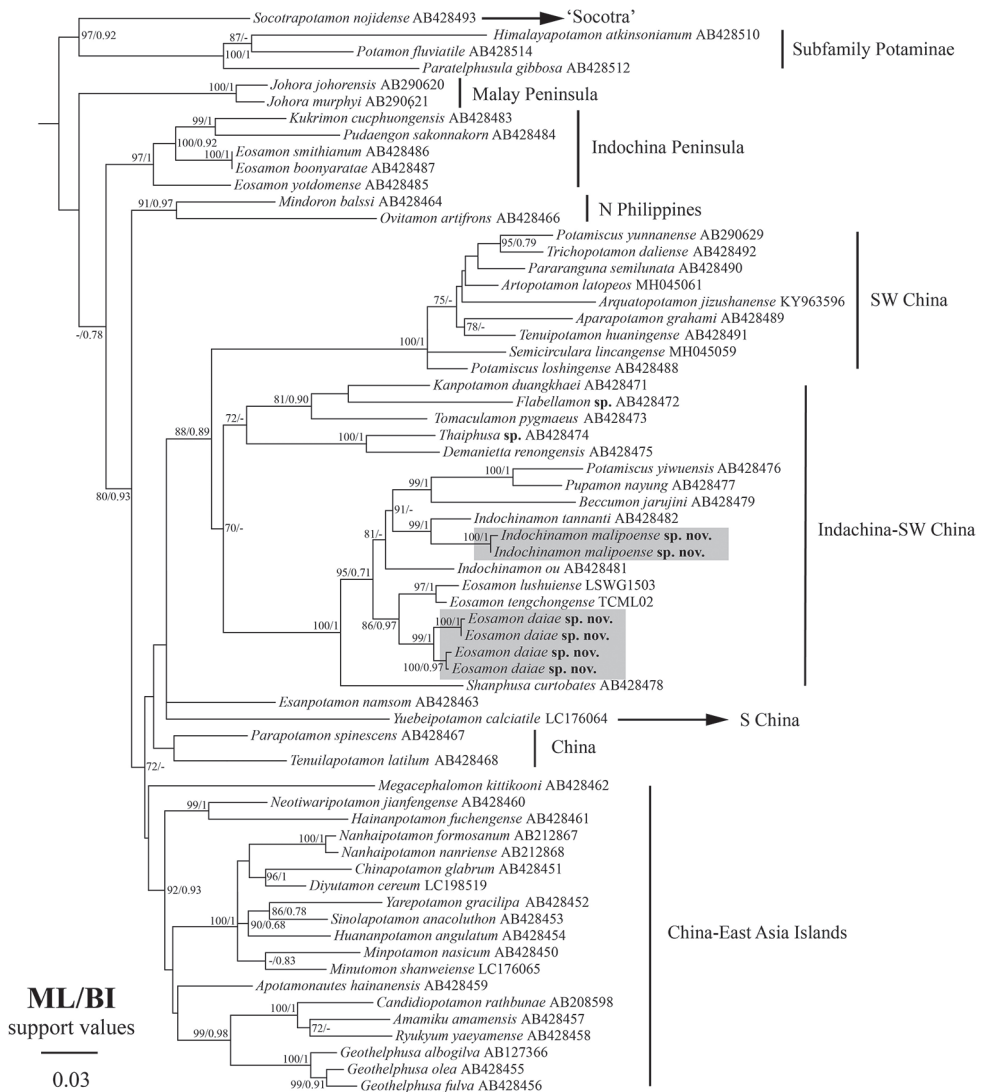 Socotrapotamon nojidense AB428493 ‘Socotra’
97/0.92
87/-
Himalayapotamon atkinsonianum AB428510
100/1
Potamon fluviatile AB428514
Subfamily Potaminae
Paratelphusula gibbosa AB428512
100/1
Johora johorensis AB290620
Malay Peninsula
Johora murphyi AB290621
99/1
Kukrimon cucphuongensis AB428483
Pudaengon sakonnakorn AB428484
100/0.92
100/1
Eosamon smithianum AB428486
Indochina Peninsula
97/1
Eosamon boonyaratae AB428487
Eosamon yotdomense AB428485
91/0.97
Mindoron balssi AB428464
N Philippines
Ovitamon artifrons AB428466
Potamiscus yunnanense AB290629
95/0.79
Trichopotamon daliense AB428492
Pararanguna semilunata AB428490
Artopotamon latopeos MH045061
75/-
Arquatopotamon jizushanense KY963596
SW China
Aparapotamon grahami AB428489
78/-
Tenuipotamon huaningense AB428491
-/0.78
100/1
Semicirculara lincangense MH045059
Potamiscus loshingense AB428488
Kanpotamon duangkhaei AB428471
81/0.90
Flabellamon sp. AB428472
72/-
Tomaculamon pygmaeus AB428473
88/0.89
100/1
Thaiphusa sp. AB428474
Demanietta renongensis AB428475
100/1
Potamiscus yiwuensis AB428476
99/1
Pupamon nayung AB428477
80/0.93
Beccumon jarujini AB428479
91/-
Indochinamon tannanti AB428482
99/1
70/-
81/-
100/1
Indochinamon malipoense sp. nov.
Indachina-SW China
Indochinamon malipoense sp. nov.
Indochinamon ou AB428481
95/0.71
97/1
Eosamon lushuiense LSWG1503
Eosamon tengchongense TCML02
86/0.97
100/1
Eosamon daiae sp. nov.
100/1
99/1
Eosamon daiae sp. nov.
Eosamon daiae sp. nov.
100/0.97
Eosamon daiae sp. nov.
Shanphusa curtobates AB428478
Esanpotamon namsom AB428463
Yuebeipotamon calciatile LC176064 S China
Parapotamon spinescens AB428467
China
Tenuilapotamon latilum AB428468
72/-
Megacephalomon kittikooni AB428462
99/1
Neotiwaripotamon jianfengense AB428460
Hainanpotamon fuchengense AB428461
100/1
Nanhaipotamon formosanum AB212867
Nanhaipotamon nanriense AB212868
Chinapotamon glabrum AB428451
96/1
Diyutamon cereum LC198519
92/0.93
Yarepotamon gracilipa AB428452
86/0.78
100/1
Sinolapotamon anacoluthon AB428453
90/0.68
Huananpotamon angulatum AB428454
China-East Asia Islands
Minpotamon nasicum AB428450
-/0.83
Minutomon shanweiense LC176065
Apotamonautes hainanensis AB428459
Candidiopotamon rathbunae AB208598
100/1
Amamiku amamensis AB428457
72/-
99/0.98
Ryukyum yaeyamense AB428458
Geothelphusa albogilva AB127366
100/1
Geothelphusa olea AB428455
99/0.91
Geothelphusa fulva AB428456
ML/BI
support values
0.03